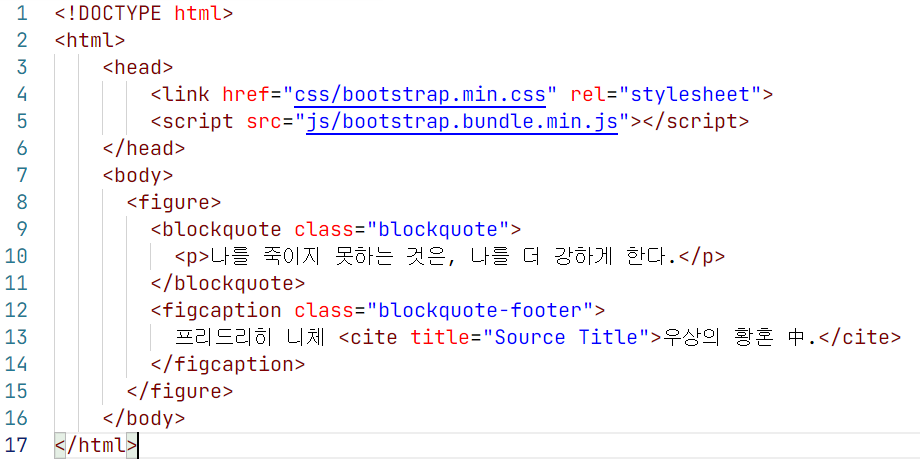 1 <!DOCTYPE html>
2 <html>
3 <head>
4 <link href="css/bootstrap.min.css" rel="stylesheet">
5 <script src="js/bootstrap.bundle.min.js"></script>
6 </head>
7 <body>
8 <figure>
9 <blockquote class="blockquote">
10 <p>나를 죽이지 못하는 것은, 나를 더 강하게 한다.</p>
11 </blockquote>
12 <figcaption class="blockquote-footer">
13 프리드리히 니체 <cite title="Source Title">우상의 황혼 中.</cite>
14 </figcaption>
15 </figure>
16 </body>
17 </html>